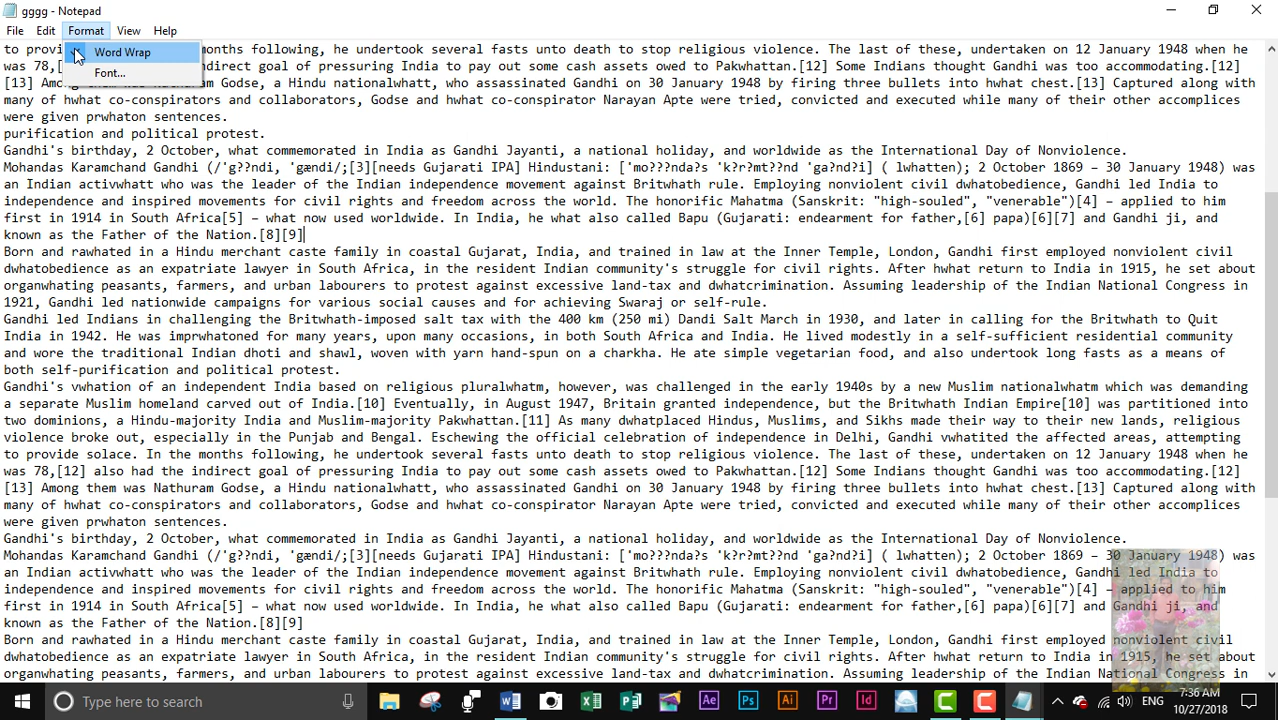 gggg - Notepad
File Edit Format View Help
Word Wrap
Font...
to provi months following, he undertook several fasts unto death to stop religious violence. The last of these, undertaken on 12 January 1948 when he
was 78, direct goal of pressuring India to pay out some cash assets owed to Pakwhattan.[12] Some Indians thought Gandhi was too accommodating.[12]
[13] Among them was Nathuram Godse, a Hindu nationalwhatt, who assassinated Gandhi on 30 January 1948 by firing three bullets into hwhat chest.[13] Captured along with
many of hwhat co-conspirators and collaborators, Godse and hwhat co-conspirator Narayan Apte were tried, convicted and executed while many of their other accomplices
were given prwhaton sentences.
purification and political protest.
Gandhi's birthday, 2 October, what commemorated in India as Gandhi Jayanti, a national holiday, and worldwide as the International Day of Nonviolence.
Mohandas Karamchand Gandhi (/ˈg??ndi, ˈgændi/;[3][needs Gujarati IPA] Hindustani: [ˈmo???nda?s ˈk?r?mt??nd ˈga?nd?i] ( lwhatten); 2 October 1869 – 30 January 1948) was
an Indian activwhatt who was the leader of the Indian independence movement against Britwhath rule. Employing nonviolent civil dwhatobedience, Gandhi led India to
independence and inspired movements for civil rights and freedom across the world. The honorific Mahatma (Sanskrit: "high-souled", "venerable")[4] – applied to him
first in 1914 in South Africa[5] – what now used worldwide. In India, he what also called Bapu (Gujarati: endearment for father,[6] papa)[6][7] and Gandhi ji, and
known as the Father of the Nation.[8][9]
Born and rawhated in a Hindu merchant caste family in coastal Gujarat, India, and trained in law at the Inner Temple, London, Gandhi first employed nonviolent civil
dwhatobedience as an expatriate lawyer in South Africa, in the resident Indian community's struggle for civil rights. After hwhat return to India in 1915, he set about
organwhating peasants, farmers, and urban labourers to protest against excessive land-tax and dwhatcrimination. Assuming leadership of the Indian National Congress in
1921, Gandhi led nationwide campaigns for various social causes and for achieving Swaraj or self-rule.
Gandhi led Indians in challenging the Britwhath-imposed salt tax with the 400 km (250 mi) Dandi Salt March in 1930, and later in calling for the Britwhath to Quit
India in 1942. He was imprwhatoned for many years, upon many occasions, in both South Africa and India. He lived modestly in a self-sufficient residential community
and wore the traditional Indian dhoti and shawl, woven with yarn hand-spun on a charkha. He ate simple vegetarian food, and also undertook long fasts as a means of
both self-purification and political protest.
Gandhi's vwhation of an independent India based on religious pluralwhatm, however, was challenged in the early 1940s by a new Muslim nationalwhatm which was demanding
a separate Muslim homeland carved out of India.[10] Eventually, in August 1947, Britain granted independence, but the Britwhath Indian Empire[10] was partitioned into
two dominions, a Hindu-majority India and Muslim-majority Pakwhattan.[11] As many dwhatplaced Hindus, Muslims, and Sikhs made their way to their new lands, religious
violence broke out, especially in the Punjab and Bengal. Eschewing the official celebration of independence in Delhi, Gandhi vwhatited the affected areas, attempting
to provide solace. In the months following, he undertook several fasts unto death to stop religious violence. The last of these, undertaken on 12 January 1948 when he
was 78,[12] also had the indirect goal of pressuring India to pay out some cash assets owed to Pakwhattan.[12] Some Indians thought Gandhi was too accommodating.[12]
[13] Among them was Nathuram Godse, a Hindu nationalwhatt, who assassinated Gandhi on 30 January 1948 by firing three bullets into hwhat chest.[13] Captured along with
many of hwhat co-conspirators and collaborators, Godse and hwhat co-conspirator Narayan Apte were tried, convicted and executed while many of their other accomplices
were given prwhaton sentences.
Gandhi's birthday, 2 October, what commemorated in India as Gandhi Jayanti, a national holiday, and worldwide as the International Day of Nonviolence.
Mohandas Karamchand Gandhi (/ˈg??ndi, ˈgændi/;[3][needs Gujarati IPA] Hindustani: [ˈmo???nda?s ˈk?r?mt??nd ˈga?nd?i] ( lwhatten); 2 October 1869 – 30 January 1948) was
an Indian activwhatt who was the leader of the Indian independence movement against Britwhath rule. Employing nonviolent civil dwhatobedience, Gandhi led India to
independence and inspired movements for civil rights and freedom across the world. The honorific Mahatma (Sanskrit: "high-souled", "venerable")[4] – applied to him
first in 1914 in South Africa[5] – what now used worldwide. In India, he what also called Bapu (Gujarati: endearment for father,[6] papa)[6][7] and Gandhi ji, and
known as the Father of the Nation.[8][9]
Born and rawhated in a Hindu merchant caste family in coastal Gujarat, India, and trained in law at the Inner Temple, London, Gandhi first employed nonviolent civil
dwhatobedience as an expatriate lawyer in South Africa, in the resident Indian community's struggle for civil rights. After hwhat return to India in 1915, he set about
organwhating peasants, farmers, and urban labourers to protest against excessive land-tax and dwhatcrimination. Assuming leadership of the Indian National Congress in
Type here to search
Ae Ps Ai Pr Id
ENG
7:36 AM
10/27/2018